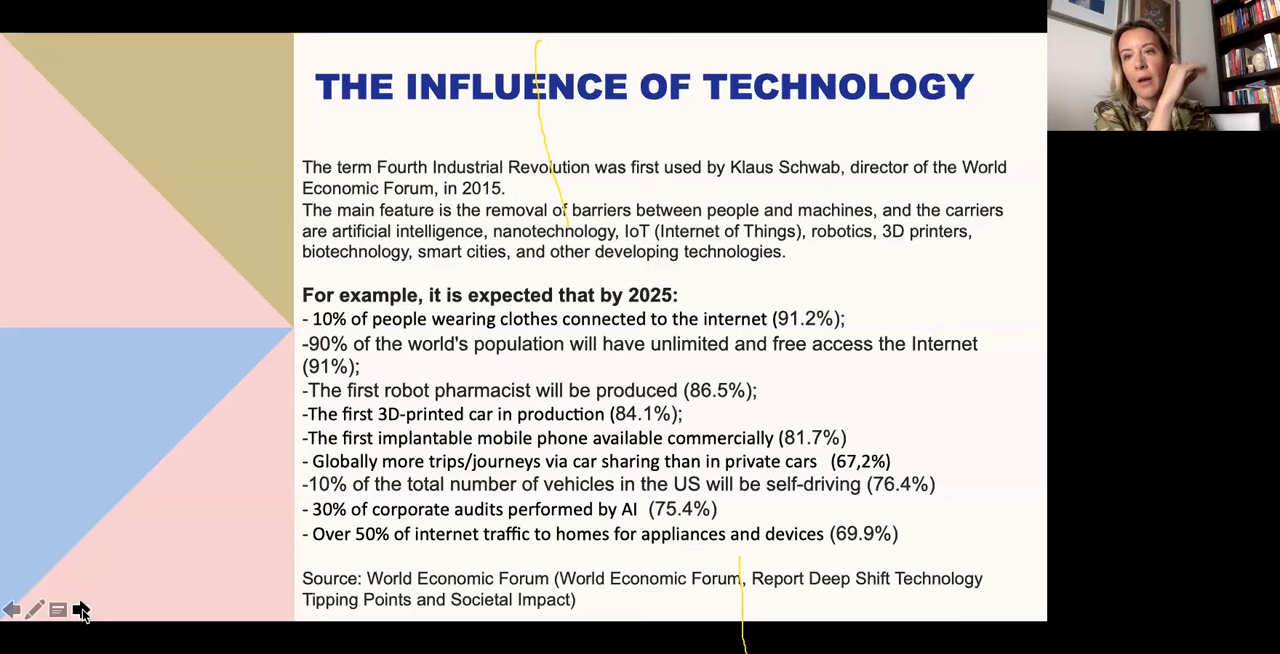 THE INFLUENCE OF TECHNOLOGY
The term Fourth Industrial Revolution was first used by Klaus Schwab, director of the World
Economic Forum, in 2015.
The main feature is the removal of barriers between people and machines, and the carriers
are artificial intelligence, nanotechnology, IoT (Internet of Things), robotics, 3D printers,
biotechnology, smart cities, and other developing technologies.
For example, it is expected that by 2025:
- 10% of people wearing clothes connected to the internet (91.2%);
-90% of the world's population will have unlimited and free access the Internet
(91%);
-The first robot pharmacist will be produced (86.5%);
-The first 3D-printed car in production (84.1%);
-The first implantable mobile phone available commercially (81.7%)
- Globally more trips/journeys via car sharing than in private cars (67,2%)
-10% of the total number of vehicles in the US will be self-driving (76.4%)
- 30% of corporate audits performed by AI (75.4%)
- Over 50% of internet traffic to homes for appliances and devices (69.9%)
Source: World Economic Forum (World Economic Forum, Report Deep Shift Technology
Tipping Points and Societal Impact)